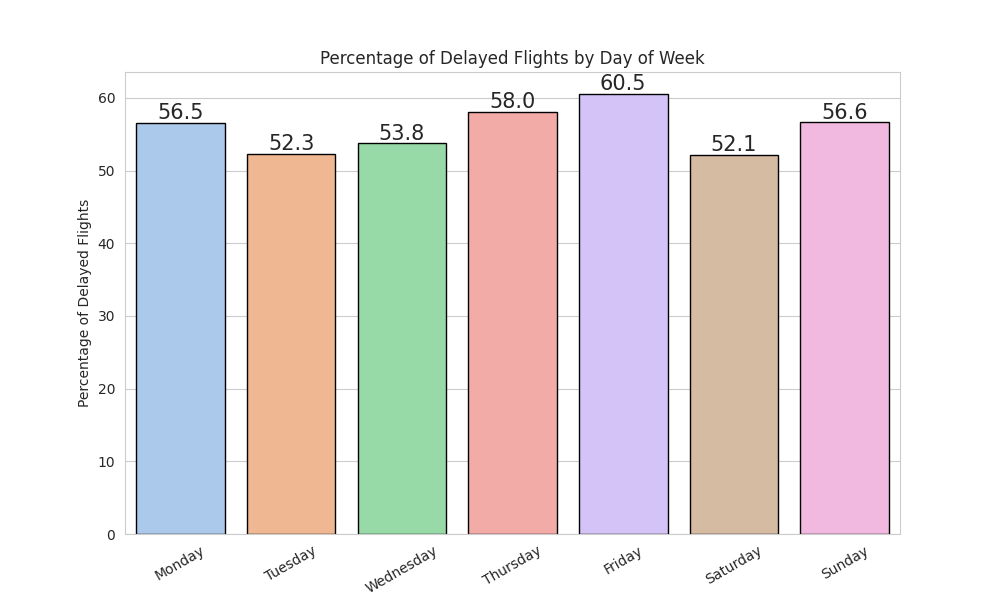 Percentage of Delayed Flights by Day of Week
Percentage of Delayed Flights
60
50
40
30
20
10
0
56.5
52.3
53.8
58.0
60.5
52.1
56.6
Monday
Tuesday
Wednesday
Thursday
Friday
Saturday
Sunday